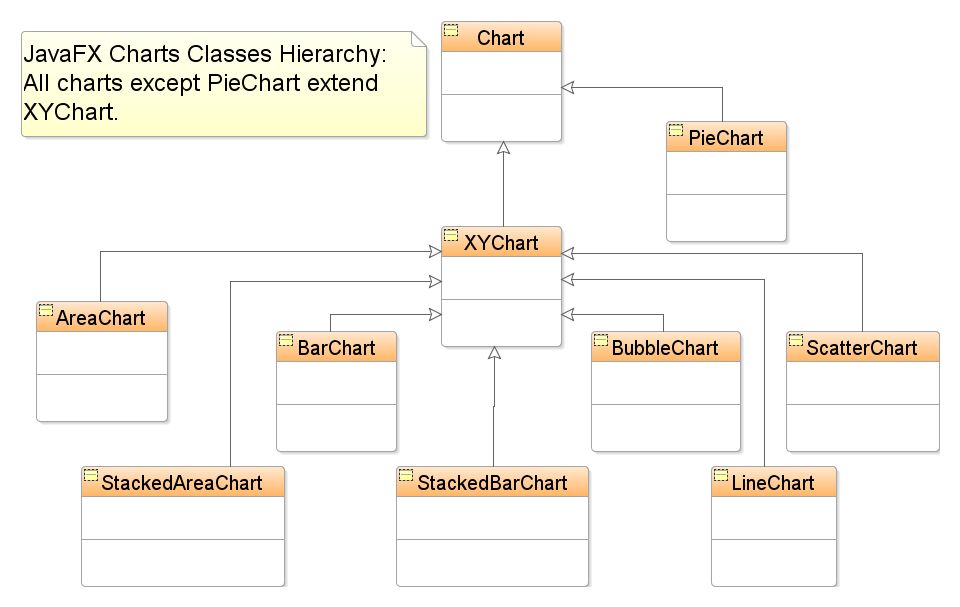 JavaFX Charts Classes Hierarchy:
All charts except PieChart extend
XYChart.
Chart
PieChart
XYChart
AreaChart
BarChart
BubbleChart
ScatterChart
StackedAreaChart
StackedBarChart
LineChart